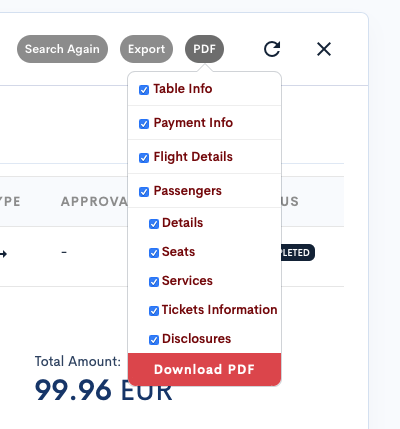 Search Again Export PDF
Table Info
Payment Info
Flight Details
Passengers
Details
Seats
Services
Tickets Information
Disclosures
Download PDF
YPE APPROVA US
- PLETED
Total Amount:
99.96 EUR